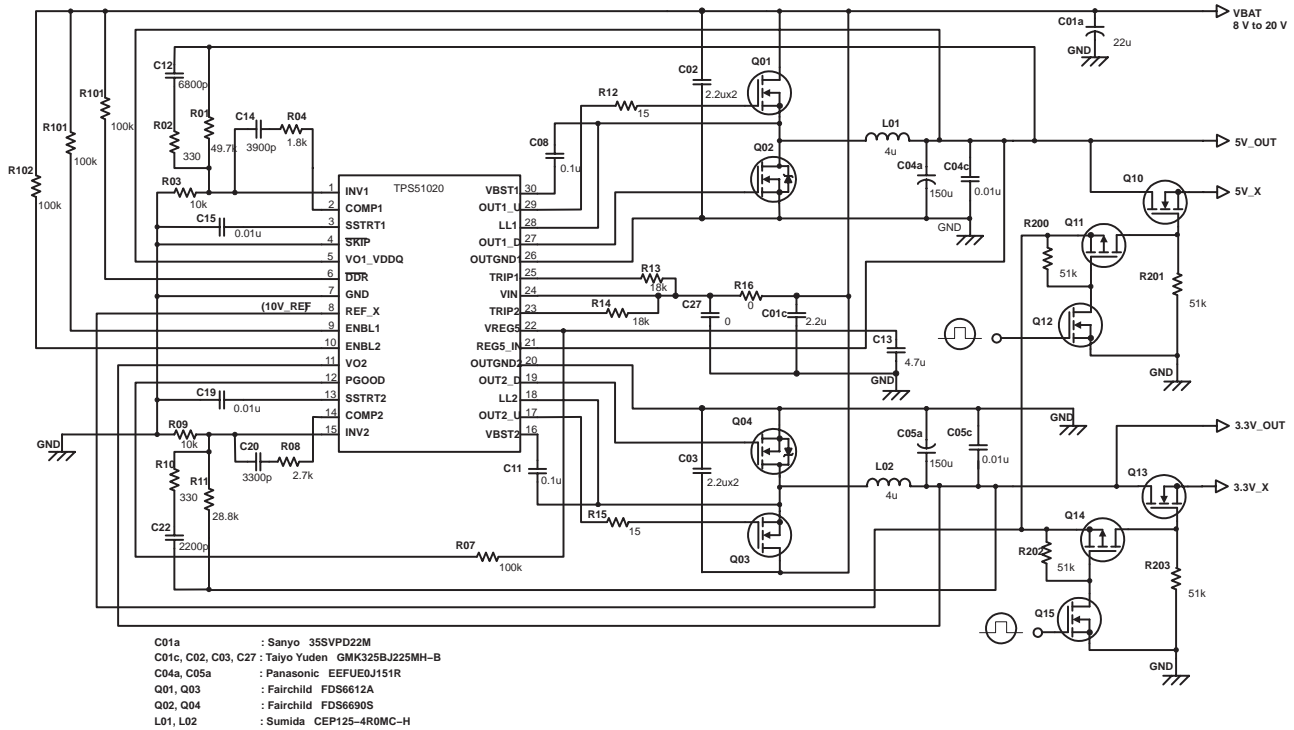 VBAT
8 V to 20 V
C01a
22u
GND
C12
6800p
R101
100k
R101
100k
R102
100k
R02
330
R01
49.7k
C14
3900p
R04
1.8k
R03
10k
C15
0.01u
TPS51020
1 INV1
2 COMP1
3 SSTRT1
4 SKIP
5 VO1_VDDQ
6 DDR
7 GND
8 REF_X
9 ENBL1
10 ENBL2
11 VO2
12 PGOOD
13 SSTRT2
14 COMP2
15 INV2
VBST1 30
OUT1_U 29
LL1 28
OUT1_D 27
OUTGND1 26
TRIP1 25
VIN 24
TRIP2 23
VREG5 22
REG5_IN 21
OUTGND2 20
OUT2_D 19
LL2 18
OUT2_U 17
VBST2 16
(10V_REF)
C02
2.2ux2
Q01
R12
15
C08
0.1u
Q02
L01
4u
C04a
150u
C04c
0.01u
GND
5V_OUT
5V_X
Q10
Q11
R200
51k
R201
51k
Q12
GND
R13
18k
R14
18k
R16
0
C27
0
C01c
2.2u
C13
4.7u
GND
C19
0.01u
R09
10k
GND
C20
3300p
R08
2.7k
R10
330
R11
28.8k
C22
2200p
C11
0.1u
R15
15
R07
100k
C03
2.2ux2
Q04
Q03
L02
4u
C05a
150u
C05c
0.01u
GND
3.3V_OUT
3.3V_X
Q13
Q14
R202
51k
R203
51k
Q15
GND
C01a : Sanyo 35SVPD22M
C01c, C02, C03, C27 : Taiyo Yuden GMK325BJ225MH–B
C04a, C05a : Panasonic EEFUE0J151R
Q01, Q03 : Fairchild FDS6612A
Q02, Q04 : Fairchild FDS6690S
L01, L02 : Sumida CEP125–4R0MC–H